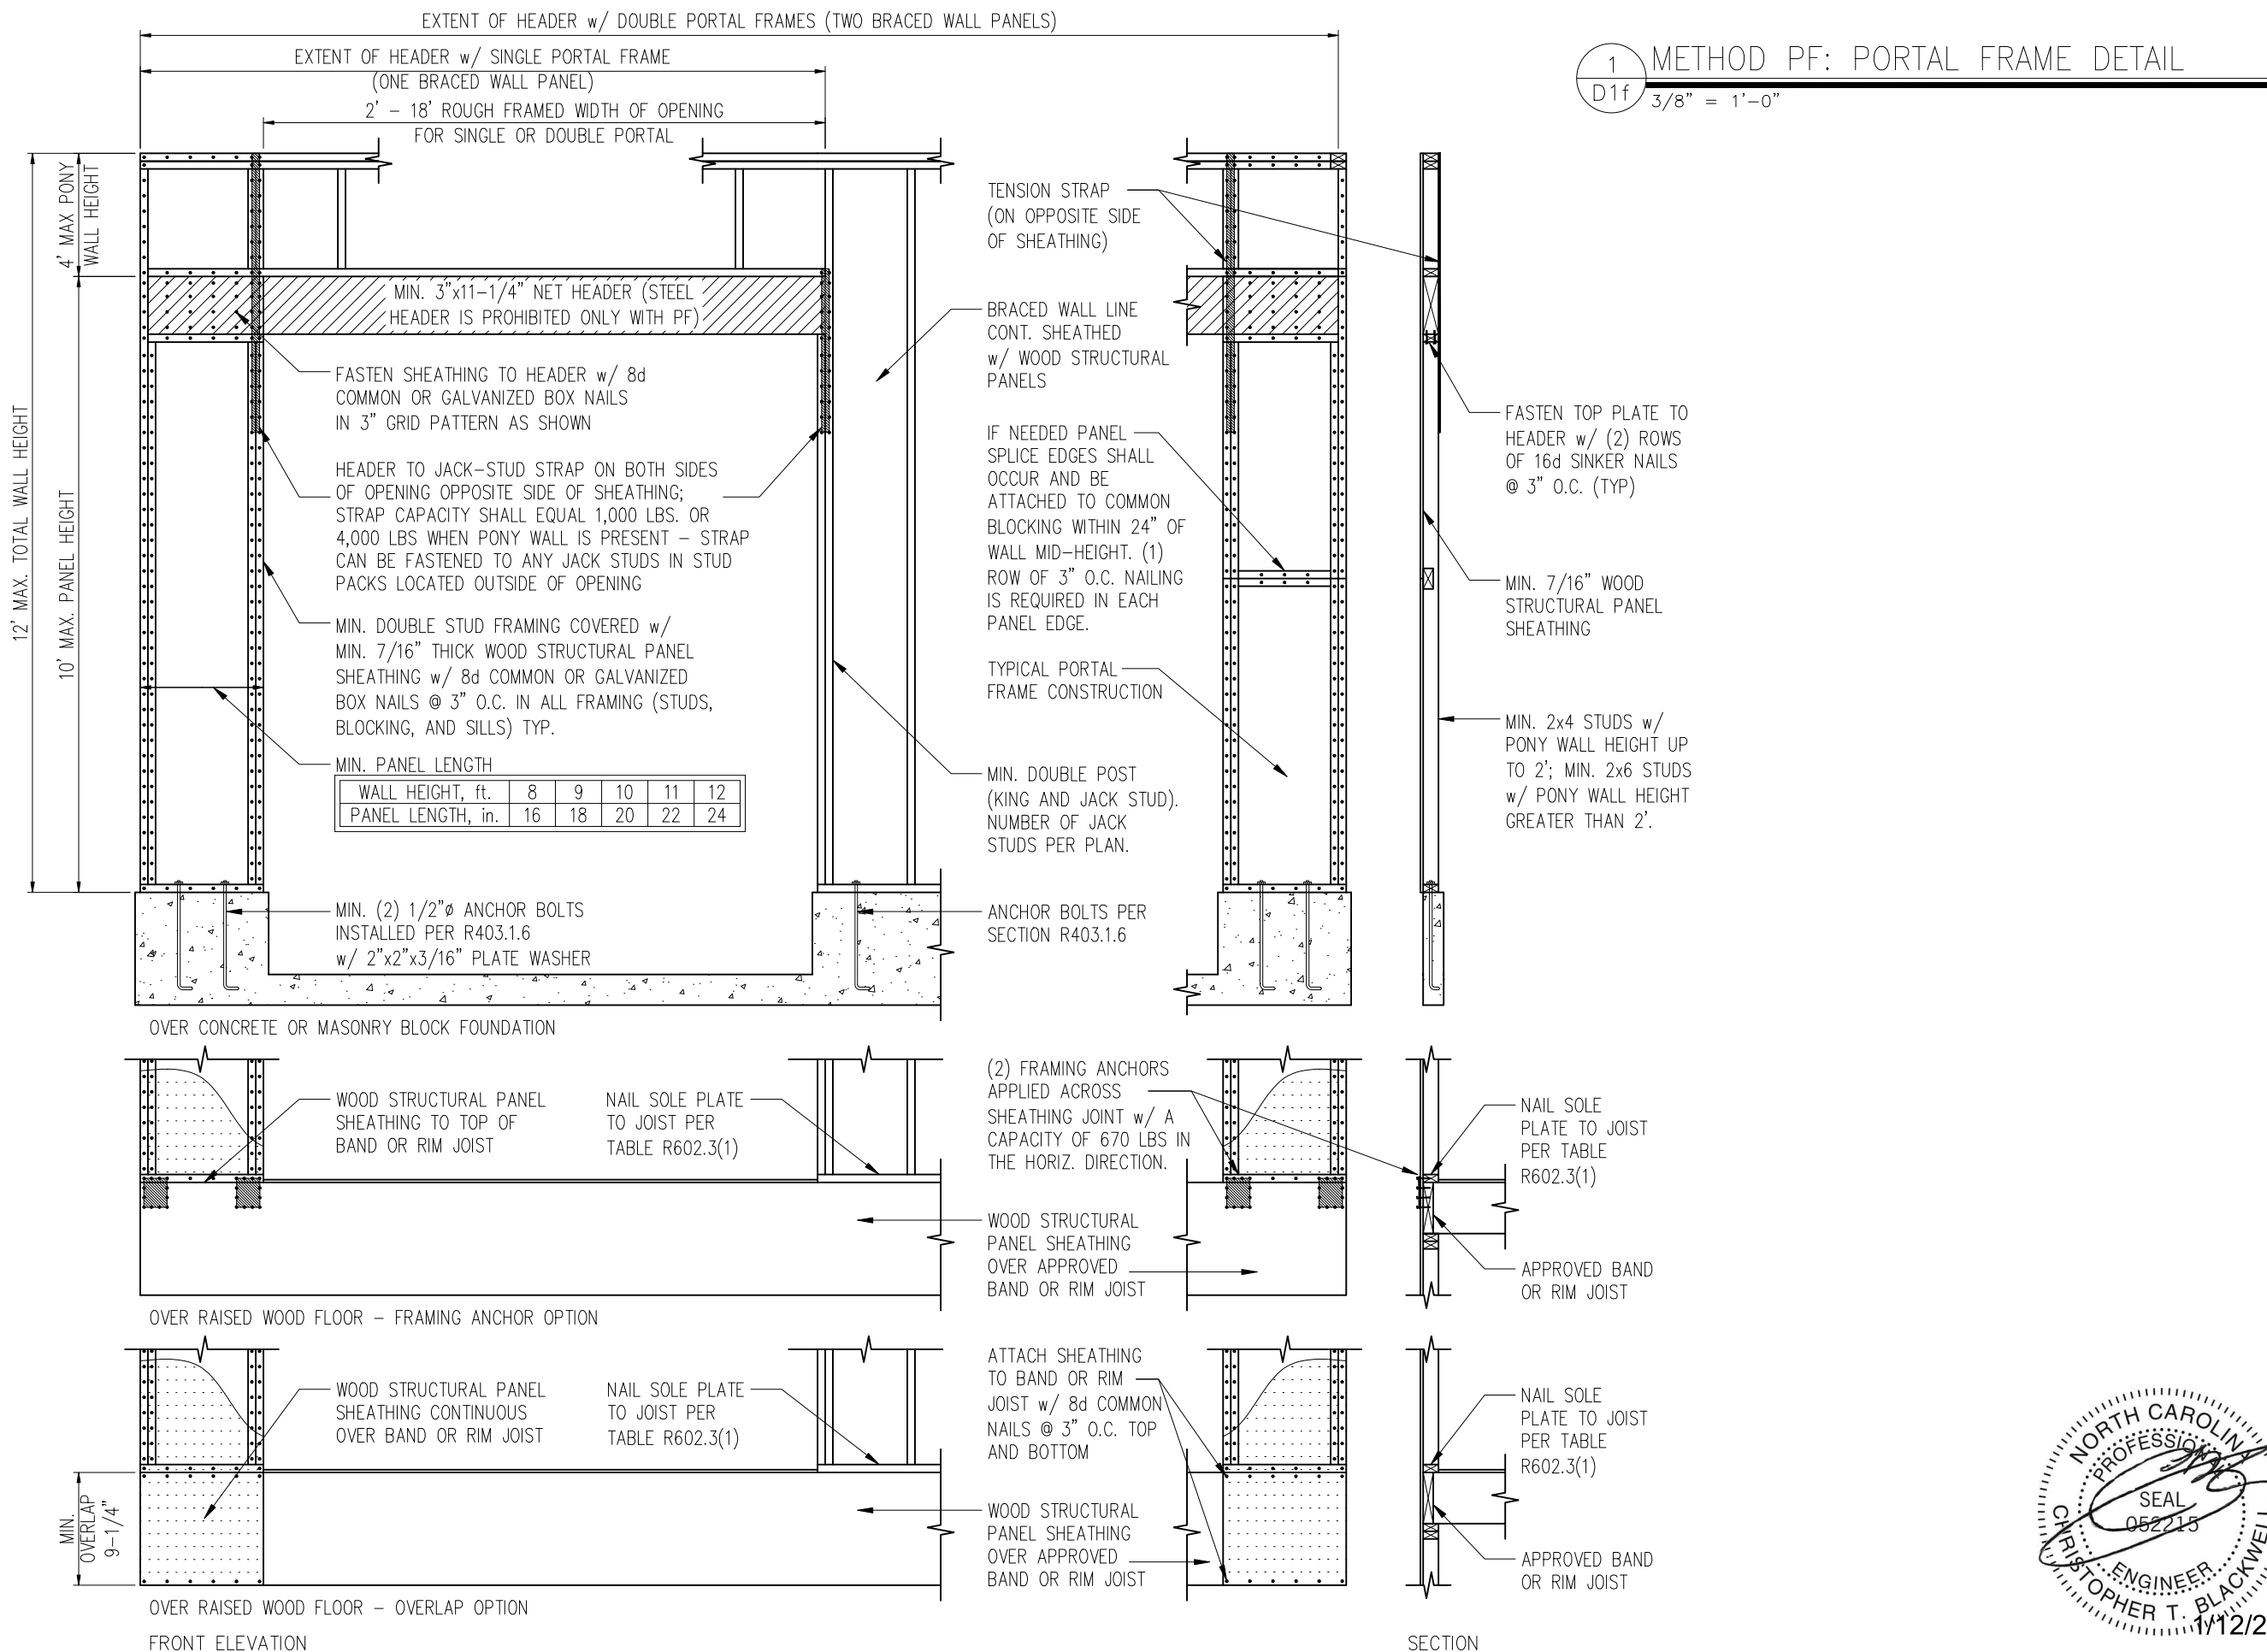 EXTENT OF HEADER w/ DOUBLE PORTAL FRAMES (TWO BRACED WALL PANELS)
EXTENT OF HEADER w/ SINGLE PORTAL FRAME
(ONE BRACED WALL PANEL)
2' – 18' ROUGH FRAMED WIDTH OF OPENING
FOR SINGLE OR DOUBLE PORTAL
1
D1f
METHOD PF: PORTAL FRAME DETAIL
3/8" = 1'-0"
12' MAX. TOTAL WALL HEIGHT
4' MAX PONY
WALL HEIGHT
10' MAX. PANEL HEIGHT
MIN. 3"x11-1/4" NET HEADER (STEEL
HEADER IS PROHIBITED ONLY WITH PF)
FASTEN SHEATHING TO HEADER w/ 8d
COMMON OR GALVANIZED BOX NAILS
IN 3" GRID PATTERN AS SHOWN
HEADER TO JACK-STUD STRAP ON BOTH SIDES
OF OPENING OPPOSITE SIDE OF SHEATHING;
STRAP CAPACITY SHALL EQUAL 1,000 LBS. OR
4,000 LBS WHEN PONY WALL IS PRESENT – STRAP
CAN BE FASTENED TO ANY JACK STUDS IN STUD
PACKS LOCATED OUTSIDE OF OPENING
MIN. DOUBLE STUD FRAMING COVERED w/
MIN. 7/16" THICK WOOD STRUCTURAL PANEL
SHEATHING w/ 8d COMMON OR GALVANIZED
BOX NAILS @ 3" O.C. IN ALL FRAMING (STUDS,
BLOCKING, AND SILLS) TYP.
MIN. PANEL LENGTH
WALL HEIGHT, ft. 8 9 10 11 12
PANEL LENGTH, in. 16 18 20 22 24
MIN. (2) 1/2"ø ANCHOR BOLTS
INSTALLED PER R403.1.6
w/ 2"x2"x3/16" PLATE WASHER
TENSION STRAP
(ON OPPOSITE SIDE
OF SHEATHING)
BRACED WALL LINE
CONT. SHEATHED
w/ WOOD STRUCTURAL
PANELS
IF NEEDED PANEL
SPLICE EDGES SHALL
OCCUR AND BE
ATTACHED TO COMMON
BLOCKING WITHIN 24" OF
WALL MID-HEIGHT. (1)
ROW OF 3" O.C. NAILING
IS REQUIRED IN EACH
PANEL EDGE.
TYPICAL PORTAL
FRAME CONSTRUCTION
MIN. DOUBLE POST
(KING AND JACK STUD).
NUMBER OF JACK
STUDS PER PLAN.
ANCHOR BOLTS PER
SECTION R403.1.6
FASTEN TOP PLATE TO
HEADER w/ (2) ROWS
OF 16d SINKER NAILS
@ 3" O.C. (TYP)
MIN. 7/16" WOOD
STRUCTURAL PANEL
SHEATHING
MIN. 2x4 STUDS w/
PONY WALL HEIGHT UP
TO 2'; MIN. 2x6 STUDS
w/ PONY WALL HEIGHT
GREATER THAN 2'.
OVER CONCRETE OR MASONRY BLOCK FOUNDATION
WOOD STRUCTURAL PANEL
SHEATHING TO TOP OF
BAND OR RIM JOIST
NAIL SOLE PLATE
TO JOIST PER
TABLE R602.3(1)
(2) FRAMING ANCHORS
APPLIED ACROSS
SHEATHING JOINT w/ A
CAPACITY OF 670 LBS IN
THE HORIZ. DIRECTION.
WOOD STRUCTURAL
PANEL SHEATHING
OVER APPROVED
BAND OR RIM JOIST
NAIL SOLE
PLATE TO JOIST
PER TABLE
R602.3(1)
APPROVED BAND
OR RIM JOIST
OVER RAISED WOOD FLOOR – FRAMING ANCHOR OPTION
MIN.
OVERLAP
9-1/4"
WOOD STRUCTURAL PANEL
SHEATHING CONTINUOUS
OVER BAND OR RIM JOIST
NAIL SOLE PLATE
TO JOIST PER
TABLE R602.3(1)
ATTACH SHEATHING
TO BAND OR RIM
JOIST w/ 8d COMMON
NAILS @ 3" O.C. TOP
AND BOTTOM
WOOD STRUCTURAL
PANEL SHEATHING
OVER APPROVED
BAND OR RIM JOIST
NAIL SOLE
PLATE TO JOIST
PER TABLE
R602.3(1)
APPROVED BAND
OR RIM JOIST
OVER RAISED WOOD FLOOR – OVERLAP OPTION
FRONT ELEVATION
SECTION
NORTH CAROLINA
PROFESSIONAL
SEAL
052215
ENGINEER
CHRISTOPHER T. BLACKWELL
1/12/2